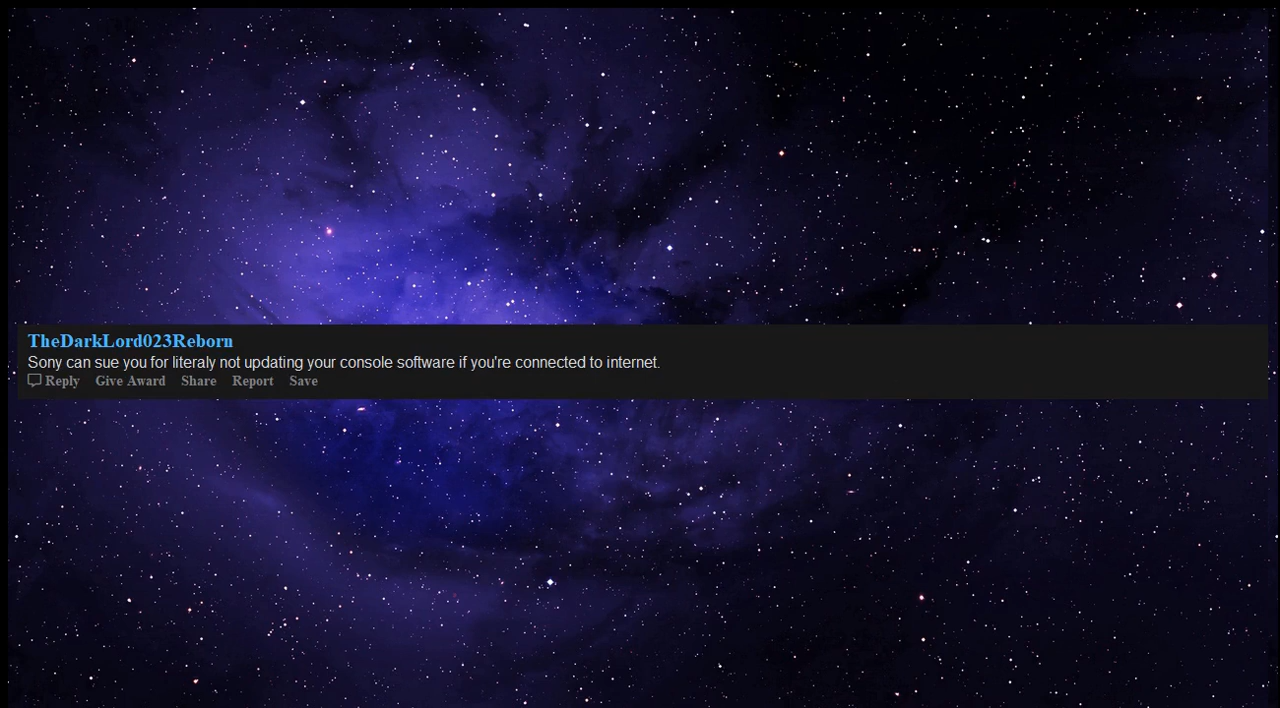 TheDarkLord023Reborn
Sony can sue you for literaly not updating your console software if you're connected to internet.
Reply Give Award Share Report Save